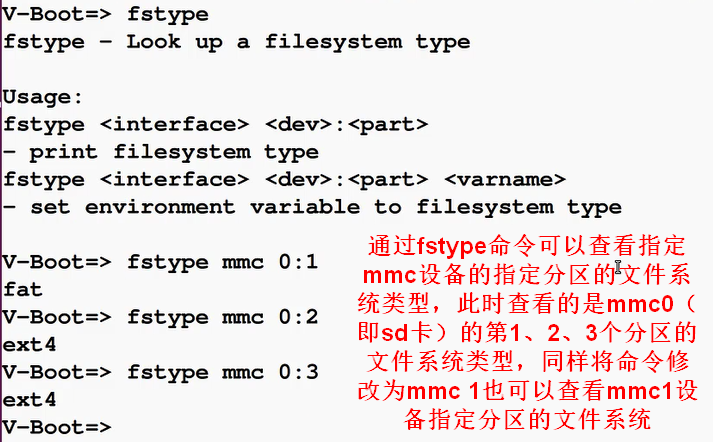 V-Boot=> fstype
fstype - Look up a filesystem type
Usage:
fstype <interface> <dev>:<part>
- print filesystem type
fstype <interface> <dev>:<part> <varname>
- set environment variable to filesystem type
V-Boot=> fstype mmc 0:1
fat
V-Boot=> fstype mmc 0:2
ext4
V-Boot=> fstype mmc 0:3
ext4
V-Boot=>
通过fstype命令可以查看指定
mmc设备的指定分区的文件系
统类型，此时查看的是mmc0（
即sd卡）的第1、2、3个分区的
文件系统类型，同样将命令修
改为mmc 1也可以查看mmc1设
备指定分区的文件系统